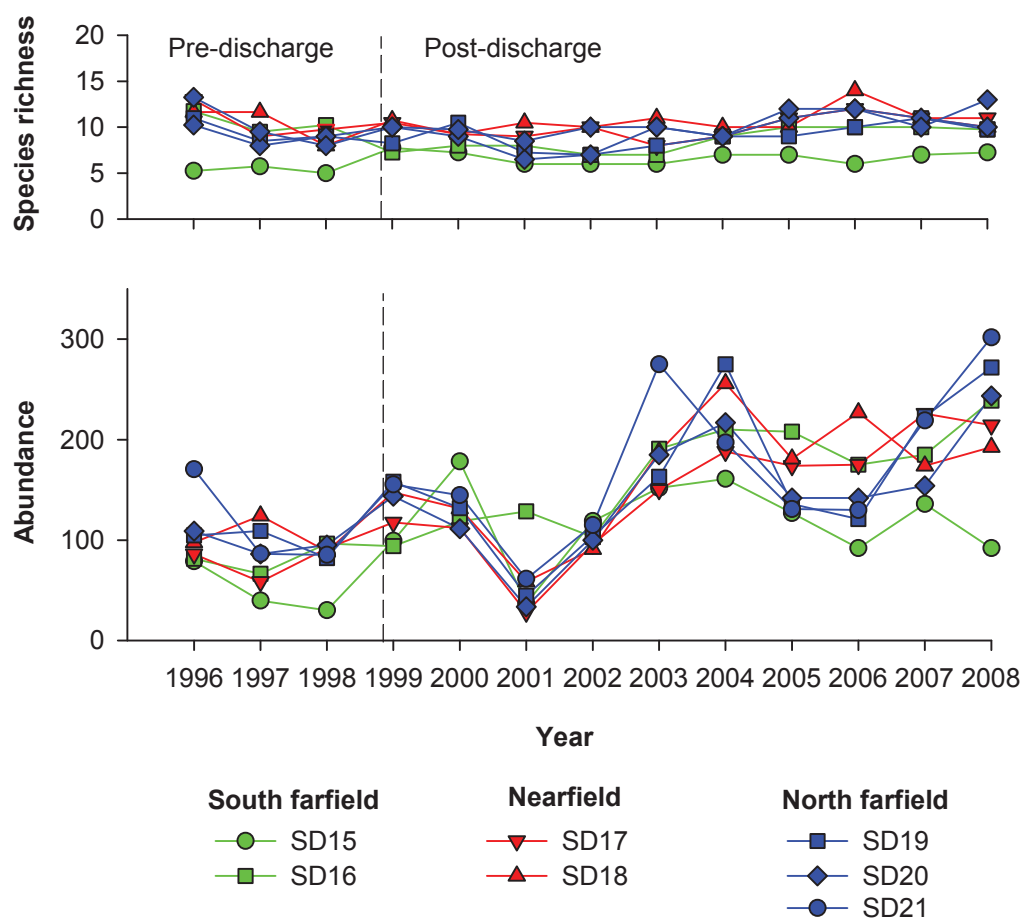 Species richness
20
15
10
5
0
Pre-discharge
Post-discharge
Abundance
300
200
100
0
1996 1997 1998 1999 2000 2001 2002 2003 2004 2005 2006 2007 2008
Year
South farfield
SD15
SD16
Nearfield
SD17
SD18
North farfield
SD19
SD20
SD21